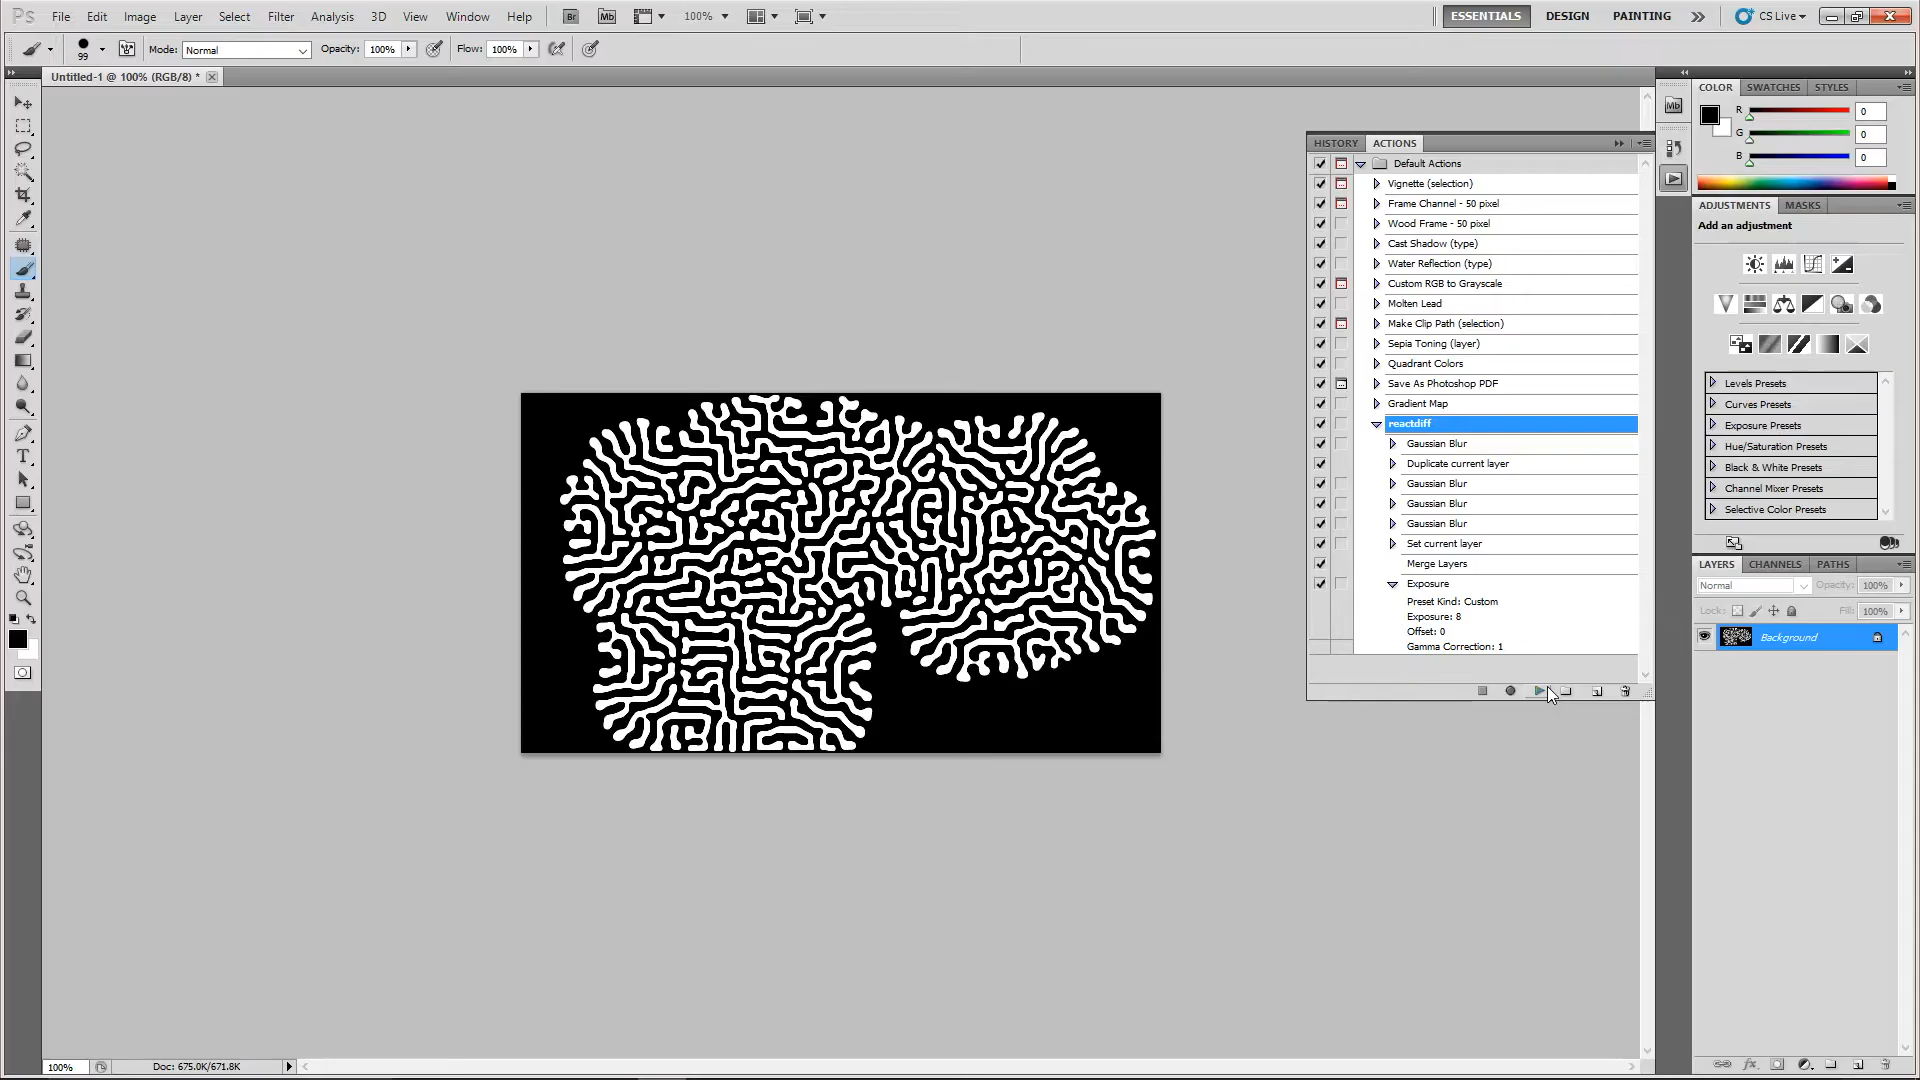 Ps File Edit Image Layer Select Filter Analysis 3D View Window Help Br Mb 100% ESSENTIALS DESIGN PAINTING CS Live
99 Mode: Normal Opacity: 100% Flow: 100%
Untitled-1 @ 100% (RGB/8) *
HISTORY ACTIONS
Default Actions
Vignette (selection)
Frame Channel - 50 pixel
Wood Frame - 50 pixel
Cast Shadow (type)
Water Reflection (type)
Custom RGB to Grayscale
Molten Lead
Make Clip Path (selection)
Sepia Toning (layer)
Quadrant Colors
Save As Photoshop PDF
Gradient Map
reactdiff
Gaussian Blur
Duplicate current layer
Gaussian Blur
Gaussian Blur
Gaussian Blur
Set current layer
Merge Layers
Exposure
Preset Kind: Custom
Exposure: 8
Offset: 0
Gamma Correction: 1
Mb
COLOR SWATCHES STYLES
R 0
G 0
B 0
ADJUSTMENTS MASKS
Add an adjustment
Levels Presets
Curves Presets
Exposure Presets
Hue/Saturation Presets
Black & White Presets
Channel Mixer Presets
Selective Color Presets
LAYERS CHANNELS PATHS
Normal Opacity: 100%
Lock: Fill: 100%
Background
T
100% Doc: 675.0K/671.8K
fx